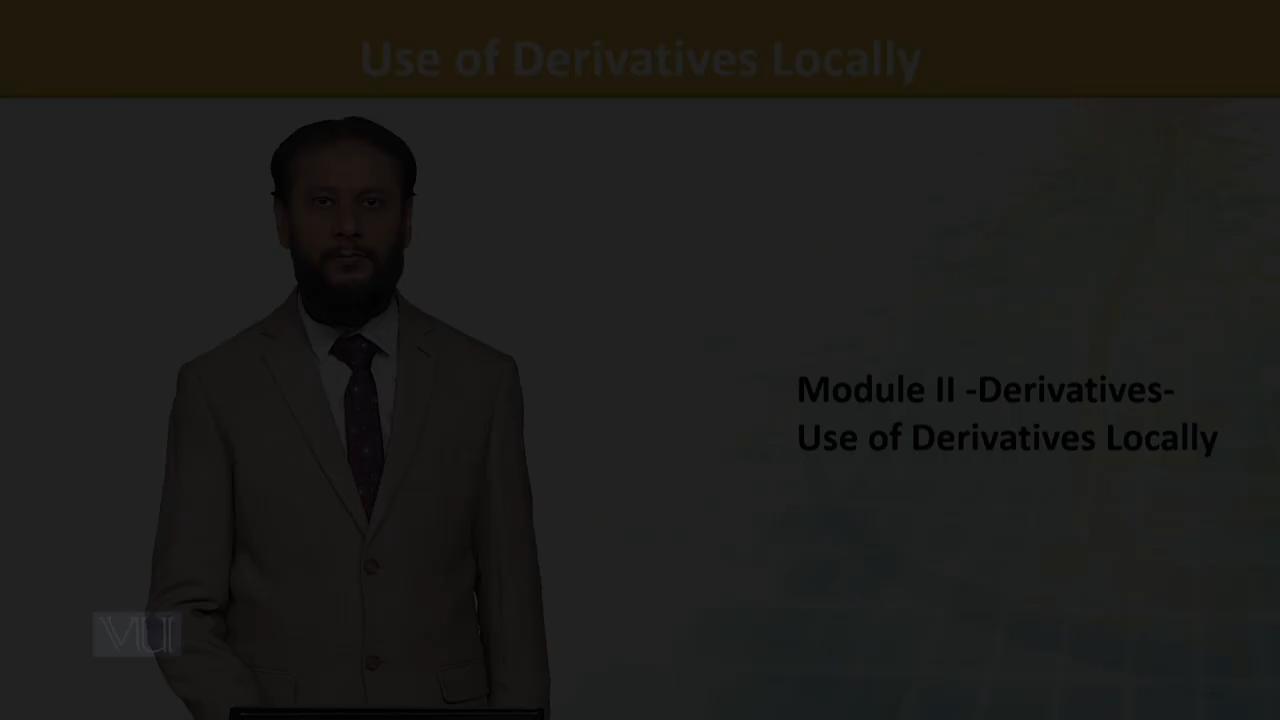 Use of Derivatives Locally
Module II -Derivatives-
Use of Derivatives Locally
VU